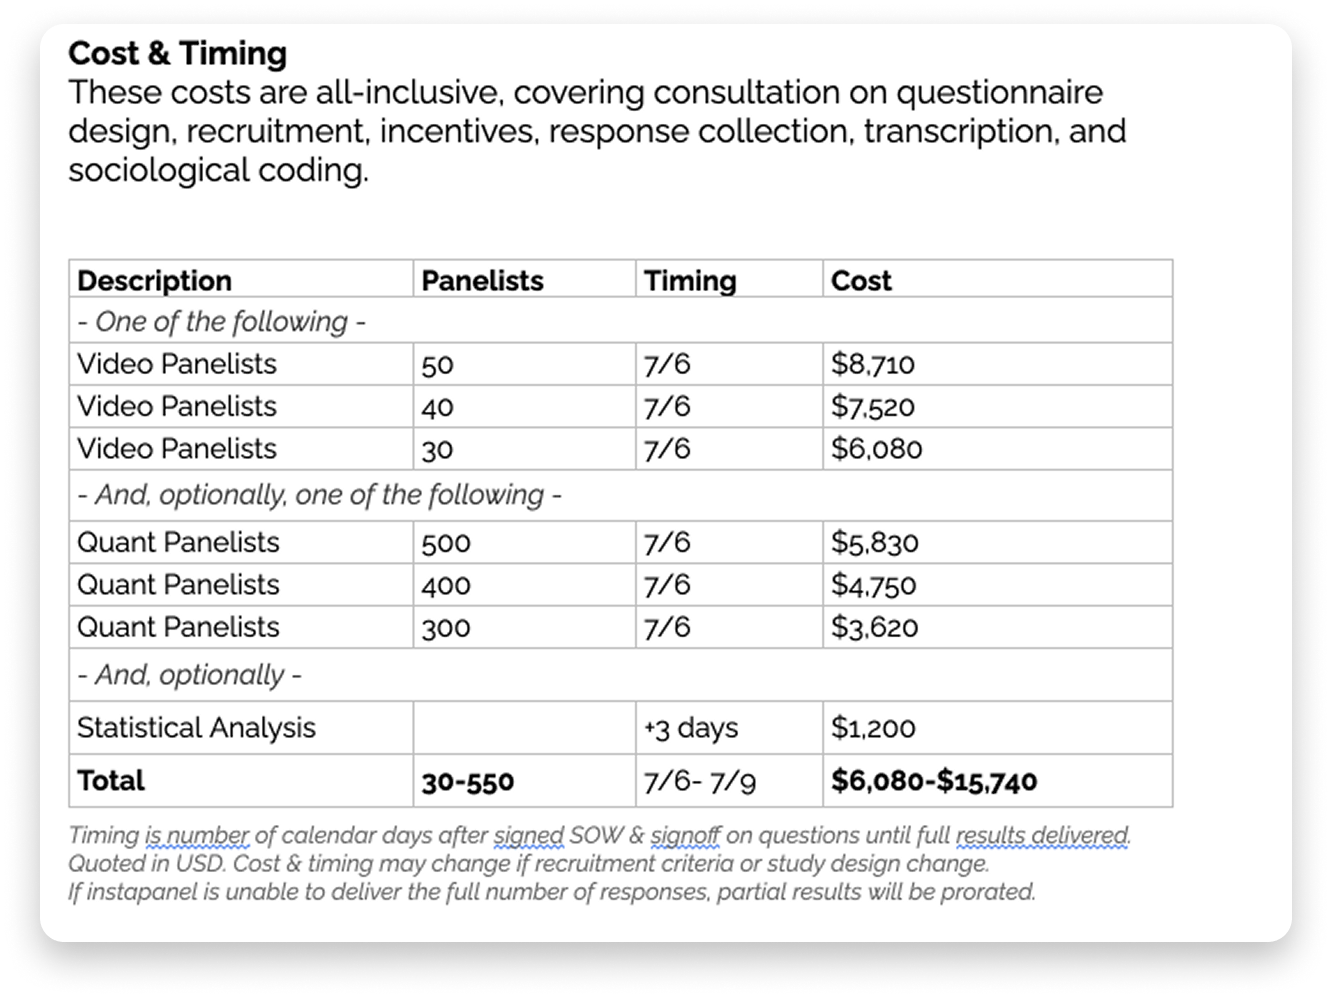 Cost & Timing
These costs are all-inclusive, covering consultation on questionnaire
design, recruitment, incentives, response collection, transcription, and
sociological coding.
Description Panelists Timing Cost
- One of the following -
Video Panelists 50 7/6 $8,710
Video Panelists 40 7/6 $7,520
Video Panelists 30 7/6 $6,080
- And, optionally, one of the following -
Quant Panelists 500 7/6 $5,830
Quant Panelists 400 7/6 $4,750
Quant Panelists 300 7/6 $3,620
- And, optionally -
Statistical Analysis +3 days $1,200
Total 30-550 7/6- 7/9 $6,080-$15,740
Timing is number of calendar days after signed SOW & signoff on questions until full results delivered.
Quoted in USD. Cost & timing may change if recruitment criteria or study design change.
If instapanel is unable to deliver the full number of responses, partial results will be prorated.